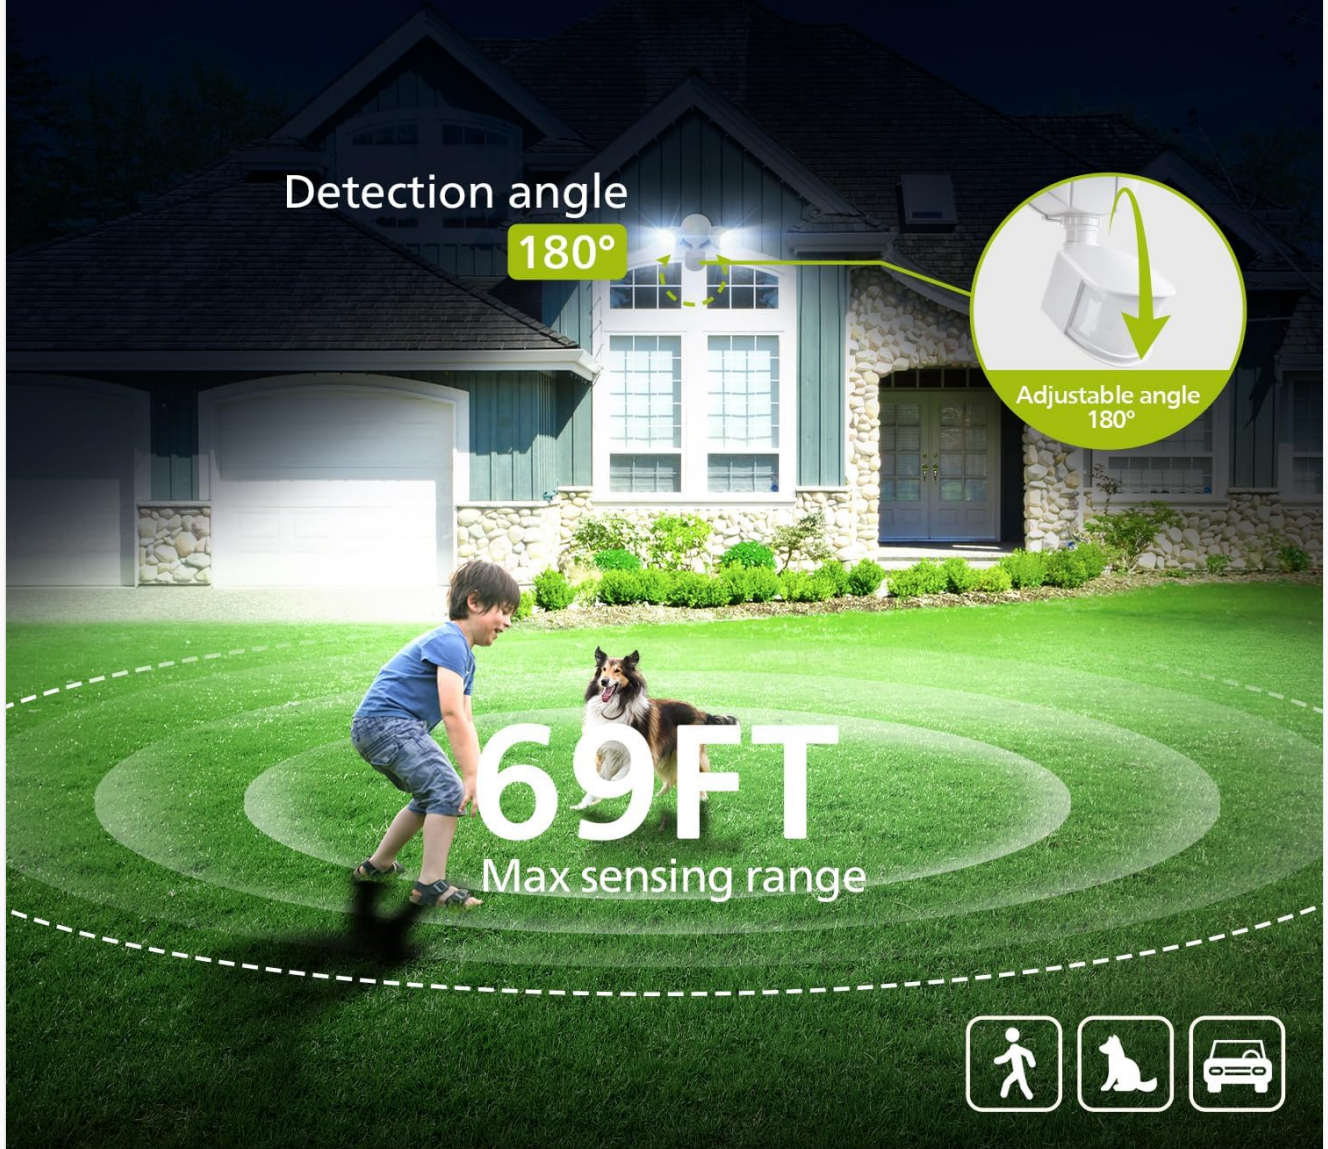 Detection angle
180°
Adjustable angle
180°
69FT
Max sensing range